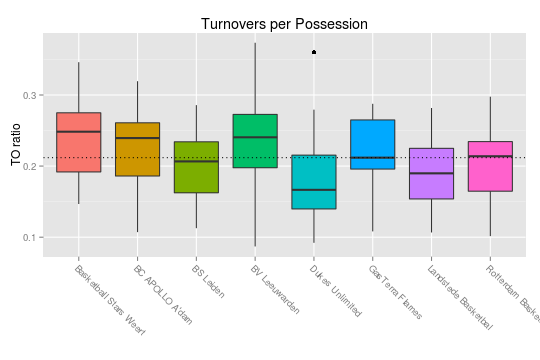 Turnovers per Possession
TO ratio
0.3
0.2
0.1
Basketball Stars Weert
BC APOLLO A'dam
BS Leiden
BV Leeuwarden
Dukes Unlimited
GasTerra Flames
Landstede Basketbal
Rotterdam Baske